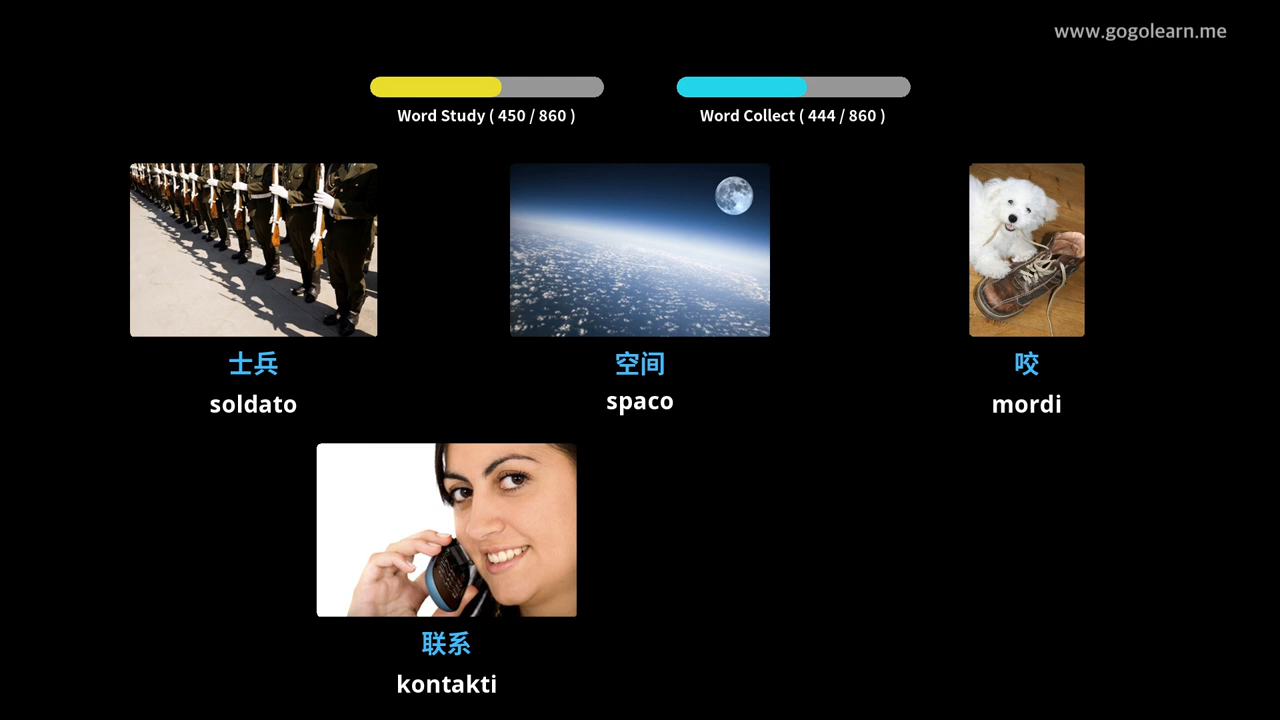 www.gogolearn.me
Word Study ( 450 / 860 )
Word Collect ( 444 / 860 )
士兵
soldato
空间
spaco
咬
mordi
联系
kontakti